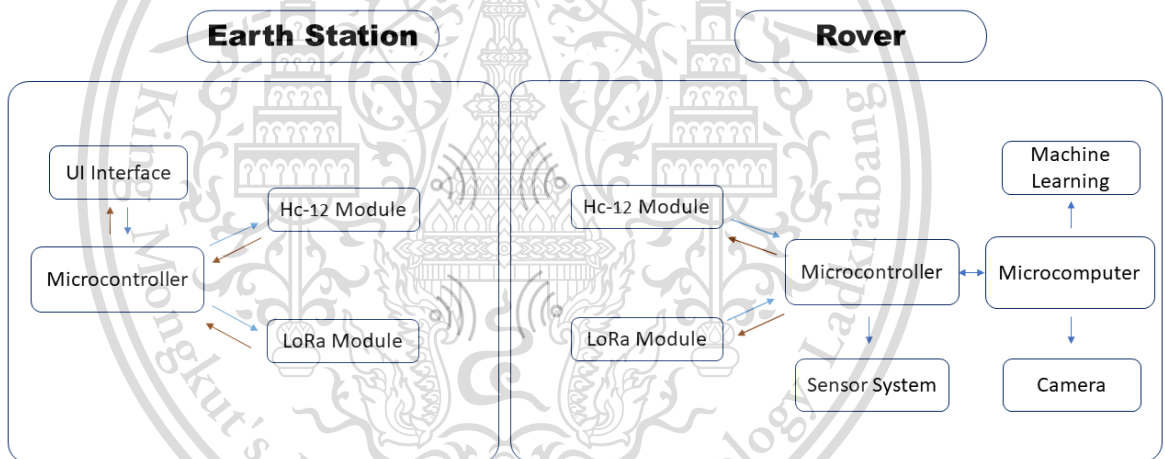 Earth Station
Rover
UI Interface
Hc-12 Module
Microcontroller
LoRa Module
Hc-12 Module
Microcontroller
LoRa Module
Sensor System
Machine
Learning
Microcomputer
Camera
King Mongkut's
ology Ladkrabang